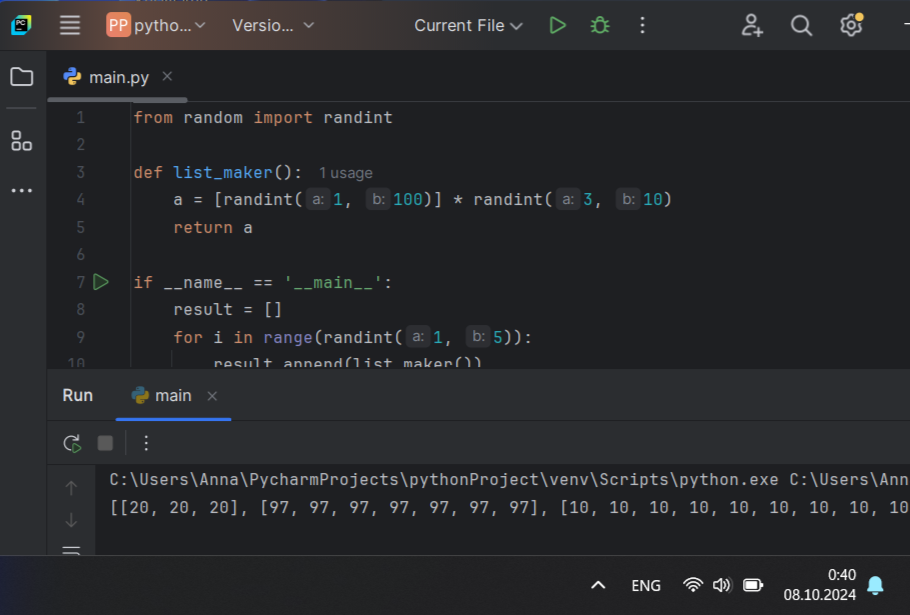 PC PP pytho... Versio... Current File
main.py
1 from random import randint
2
3 def list_maker(): 1 usage
4 a = [randint( a: 1, b: 100)] * randint( a: 3, b: 10)
5 return a
6
7 if __name__ == '__main__':
8 result = []
9 for i in range(randint( a: 1, b: 5)):
10 result.append(list_maker())
Run main
C:\Users\Anna\PycharmProjects\pythonProject\venv\Scripts\python.exe C:\Users\Ann
[[20, 20, 20], [97, 97, 97, 97, 97, 97, 97], [10, 10, 10, 10, 10, 10, 10, 10, 10
ENG 0:40
08.10.2024